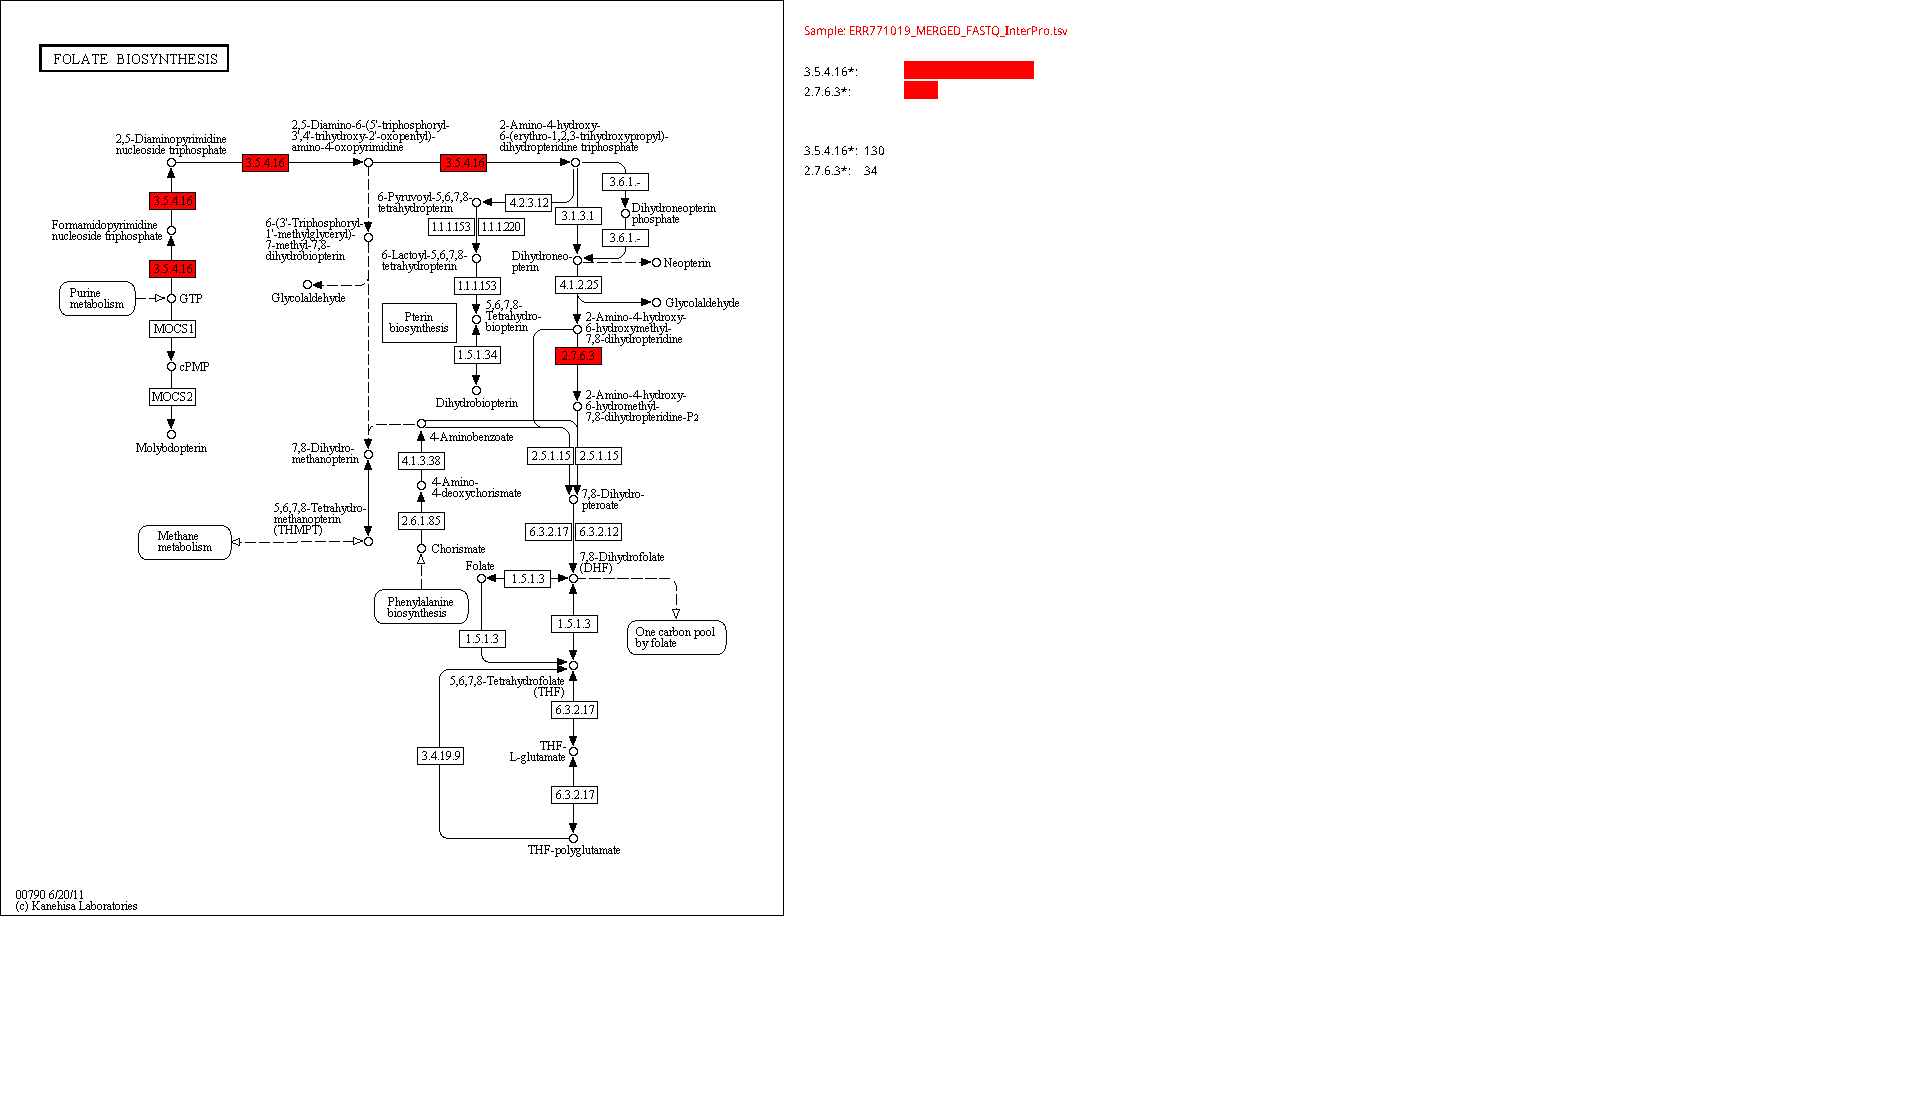 Sample: ERR771019_MERGED_FASTQ_InterPro.tsv
3.5.4.16*:
2.7.6.3*:
3.5.4.16*: 130
2.7.6.3*: 34
FOLATE BIOSYNTHESIS
2,5-Diaminopyrimidine
nucleoside triphosphate
2,5-Diamino-6-(5'-triphosphoryl-
3',4'-trihydroxy-2'-oxopentyl)-
amino-4-oxopyrimidine
2-Amino-4-hydroxy-
6-(erythro-1,2,3-trihydroxypropyl)-
dihydropteridine triphosphate
3.5.4.16
3.5.4.16
3.6.1.-
3.5.4.16
6-Pyruvoyl-5,6,7,8-
tetrahydropterin
4.2.3.12
3.1.3.1
Dihydroneopterin
phosphate
Formamidopyrimidine
nucleoside triphosphate
6-(3'-Triphosphoryl-
1'-methylglyceryl)-
7-methyl-7,8-
dihydrobiopterin
1.1.1.153
1.1.1.220
3.6.1.-
6-Lactoyl-5,6,7,8-
tetrahydropterin
Dihydroneo-
pterin
Neopterin
3.5.4.16
Purine
metabolism
GTP
Glycolaldehyde
1.1.1.153
4.1.2.25
Glycolaldehyde
MOCS1
Pterin
biosynthesis
5,6,7,8-
Tetrahydro-
biopterin
2-Amino-4-hydroxy-
6-hydroxymethyl-
7,8-dihydropteridine
1.5.1.34
2.7.6.3
cPMP
MOCS2
Dihydrobiopterin
2-Amino-4-hydroxy-
6-hydromethyl-
7,8-dihydropteridine-P2
Molybdopterin
4-Aminobenzoate
7,8-Dihydro-
methanopterin
4.1.3.38
2.5.1.15
2.5.1.15
4-Amino-
4-deoxychorismate
7,8-Dihydro-
pteroate
5,6,7,8-Tetrahydro-
methanopterin
(THMPT)
2.6.1.85
6.3.2.17
6.3.2.12
Methane
metabolism
Chorismate
7,8-Dihydrofolate
(DHF)
Folate
1.5.1.3
Phenylalanine
biosynthesis
1.5.1.3
1.5.1.3
One carbon pool
by folate
5,6,7,8-Tetrahydrofolate
(THF)
6.3.2.17
THF-
L-glutamate
3.4.19.9
6.3.2.17
THF-polyglutamate
00790 6/20/11
(c) Kanehisa Laboratories